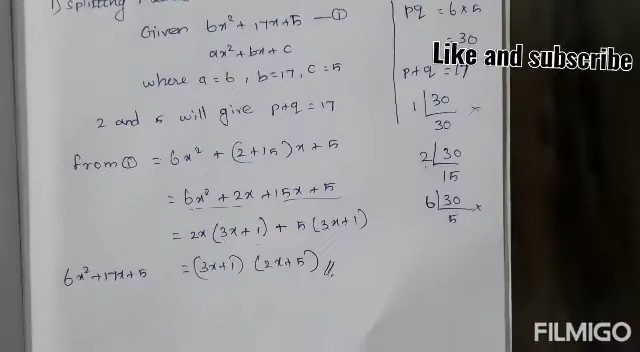 1) Splitting
Given 6x² + 17x + 5 —①
ax² + bx + c
where a = 6, b = 17, c = 5
2 and 5 will give p+q = 17
from ① = 6x² + (2+15)x + 5
= 6x² + 2x + 15x + 5
= 2x(3x+1) + 5(3x+1)
6x²+17x+5 = (3x+1) (2x+5) //.
pq = 6 x 5
= 30
p+q = 17
1 | 30 x
30
2 | 30
15
6 | 30 x
5
Like and subscribe
FILMIGO